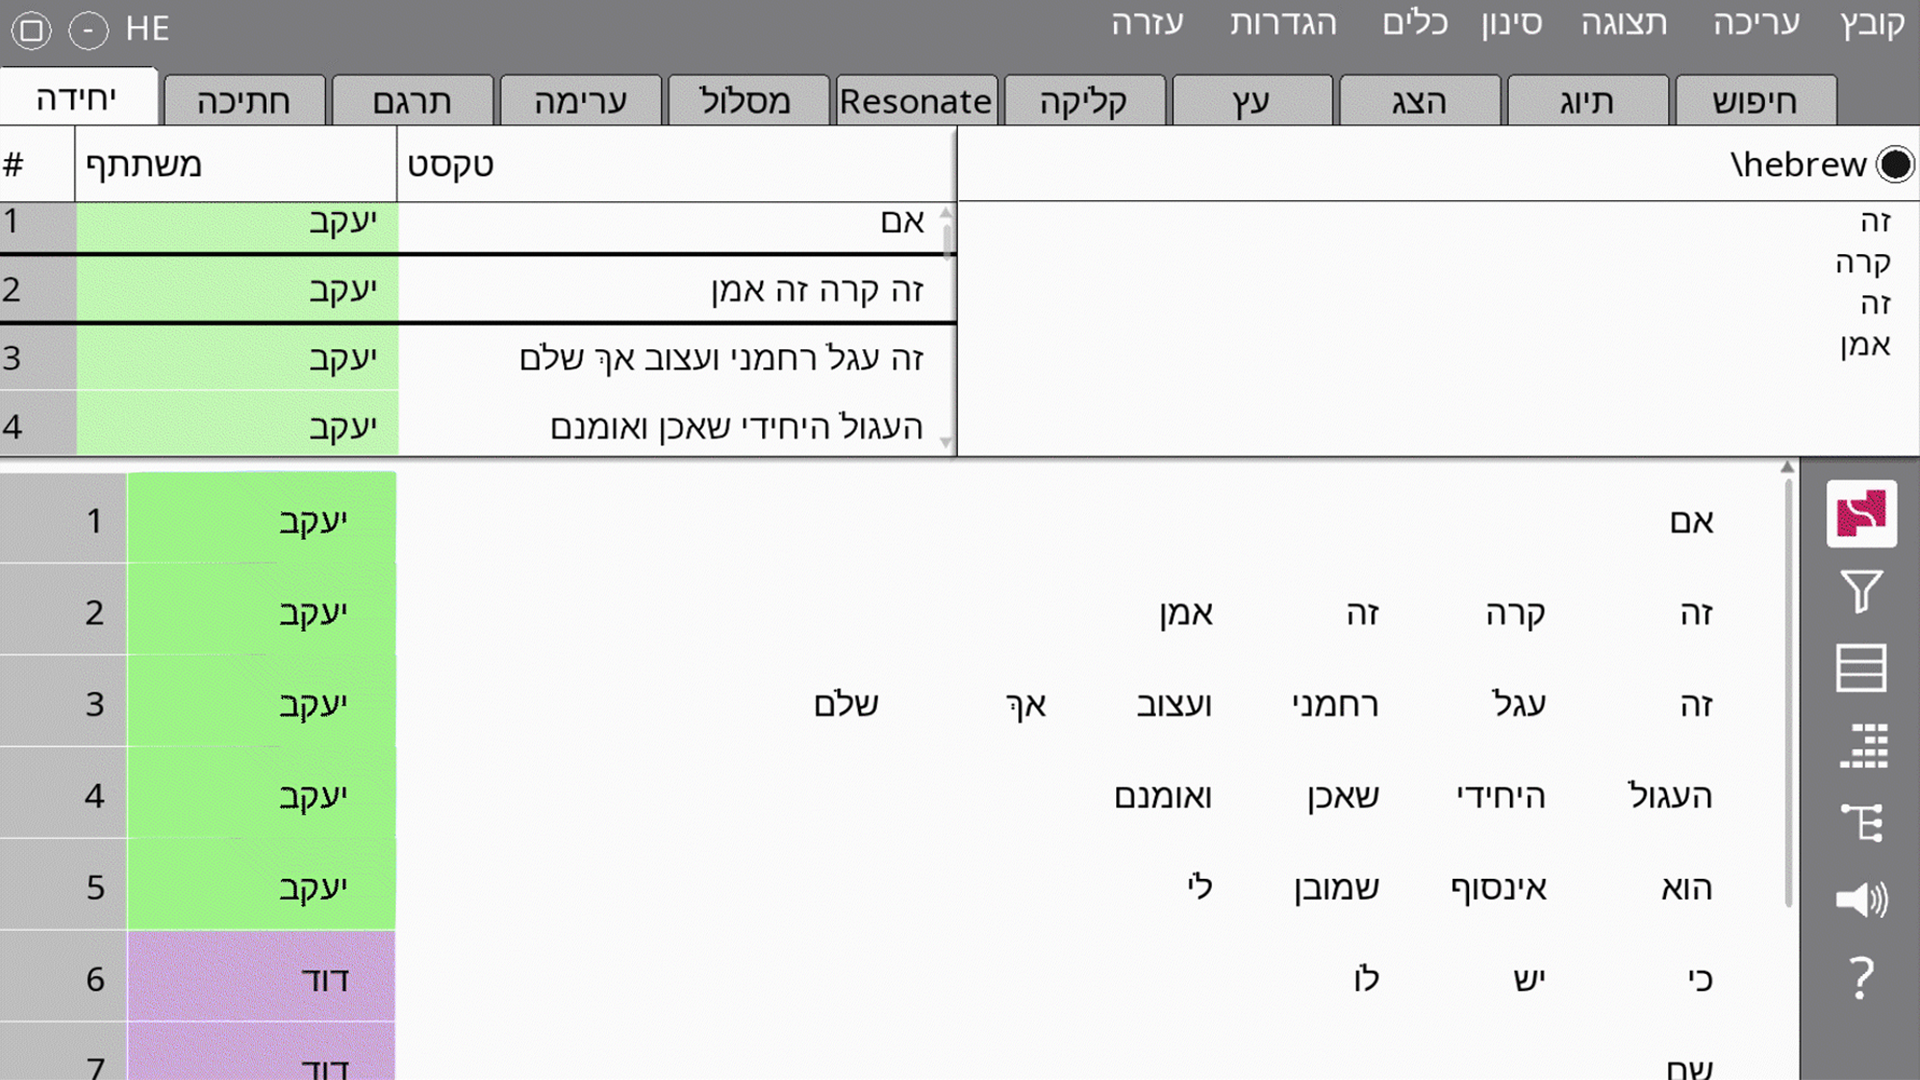 קובץ עריכה תצוגה סינון כלים הגדרות עזרה HE -
יחידה חתיכה תרגם ערימה מסלול Resonate קליקה עץ הצג תיוג חיפוש
# משתתף טקסט
1 יעקב אם
2 יעקב זה קרה זה אמן
3 יעקב זה עגל רחמני ועצוב אךְ שלם
4 יעקב העגול היחידי שאכן ואומנם
\hebrew
זה
קרה
זה
אמן
1 יעקב אם
2 יעקב זה קרה זה אמן
3 יעקב זה עגל רחמני ועצוב אךְ שלם
4 יעקב העגול היחידי שאכן ואומנם
5 יעקב הוא אינסוף שמובן לי
6 דוד כי יש לו
7 דוד שם
?